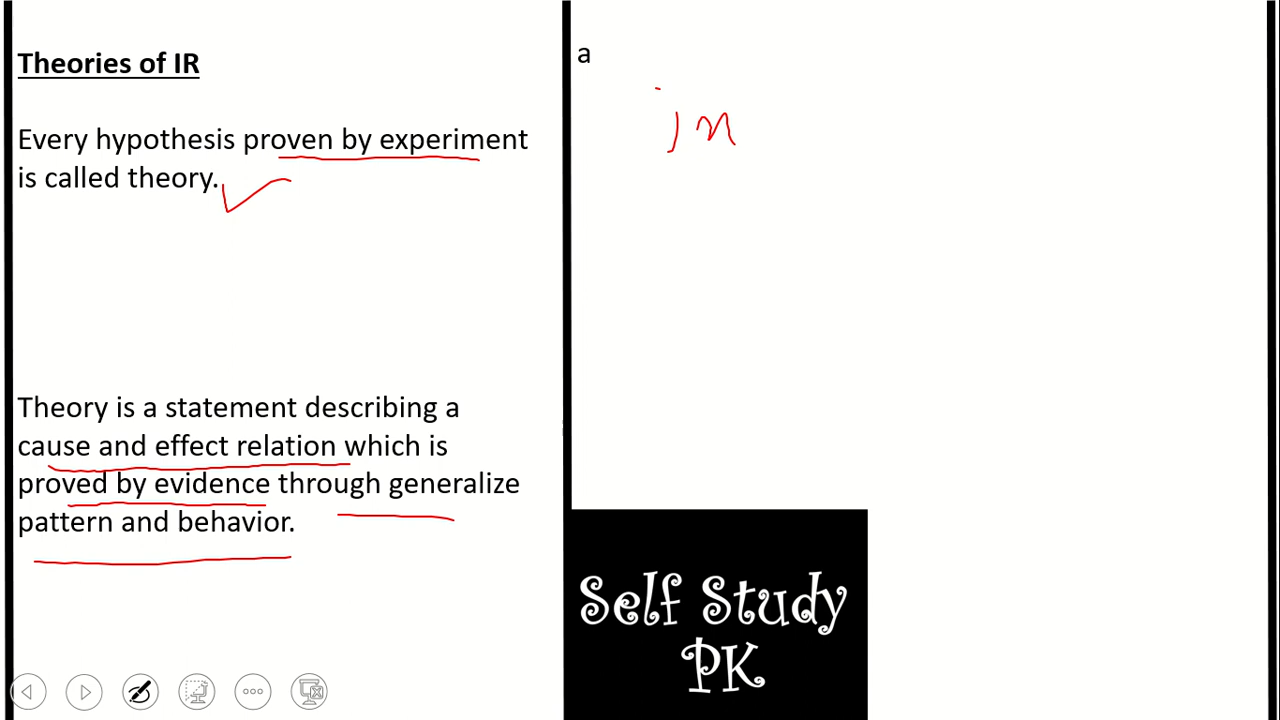 Theories of IR
Every hypothesis proven by experiment
is called theory.
Theory is a statement describing a
cause and effect relation which is
proved by evidence through generalize
pattern and behavior.
a
Self Study
PK